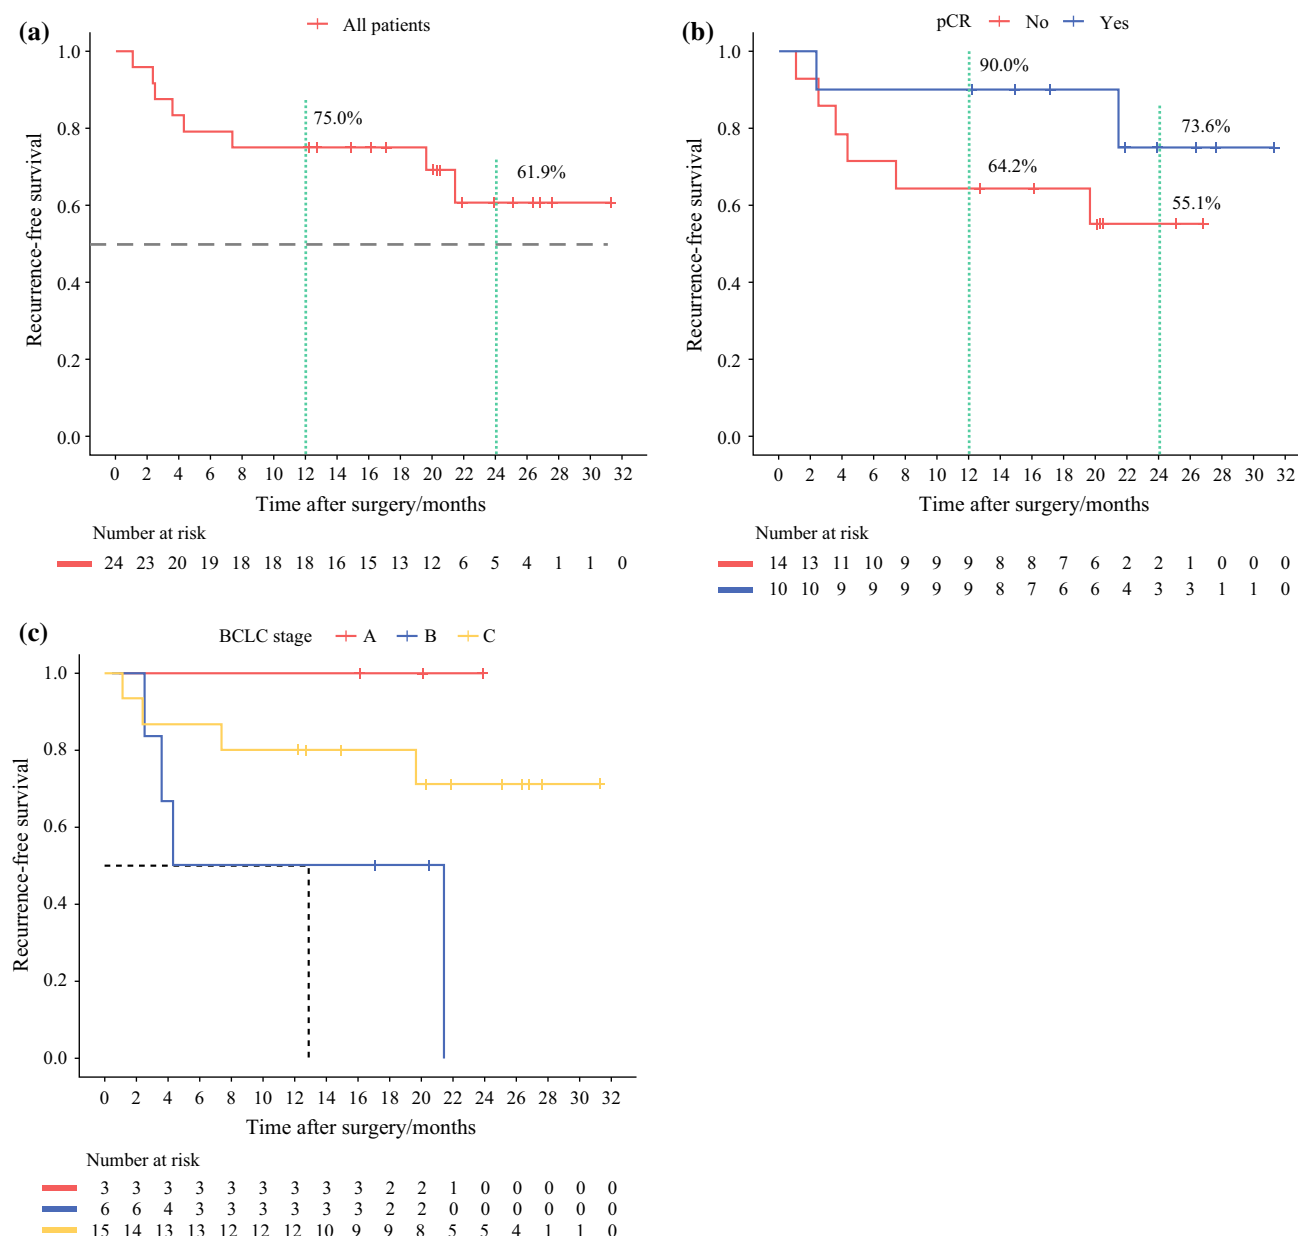 (a)
All patients
1.0
0.8
0.6
0.4
0.2
0.0
Recurrence-free survival
75.0%
61.9%
0 2 4 6 8 10 12 14 16 18 20 22 24 26 28 30 32
Time after surgery/months
Number at risk
24 23 20 19 18 18 18 16 15 13 12 6 5 4 1 1 0
(b)
pCR No Yes
1.0
0.8
0.6
0.4
0.2
0.0
Recurrence-free survival
90.0%
73.6%
64.2%
55.1%
0 2 4 6 8 10 12 14 16 18 20 22 24 26 28 30 32
Time after surgery/months
Number at risk
14 13 11 10 9 9 9 8 8 7 6 2 2 1 0 0 0
10 10 9 9 9 9 9 8 7 6 6 4 3 3 1 1 0
(c)
BCLC stage A B C
1.0
0.8
0.6
0.4
0.2
0.0
Recurrence-free survival
0 2 4 6 8 10 12 14 16 18 20 22 24 26 28 30 32
Time after surgery/months
Number at risk
3 3 3 3 3 3 3 3 3 2 2 1 0 0 0 0 0
6 6 4 3 3 3 3 3 3 2 2 0 0 0 0 0 0
15 14 13 13 12 12 12 10 9 9 8 5 5 4 1 1 0